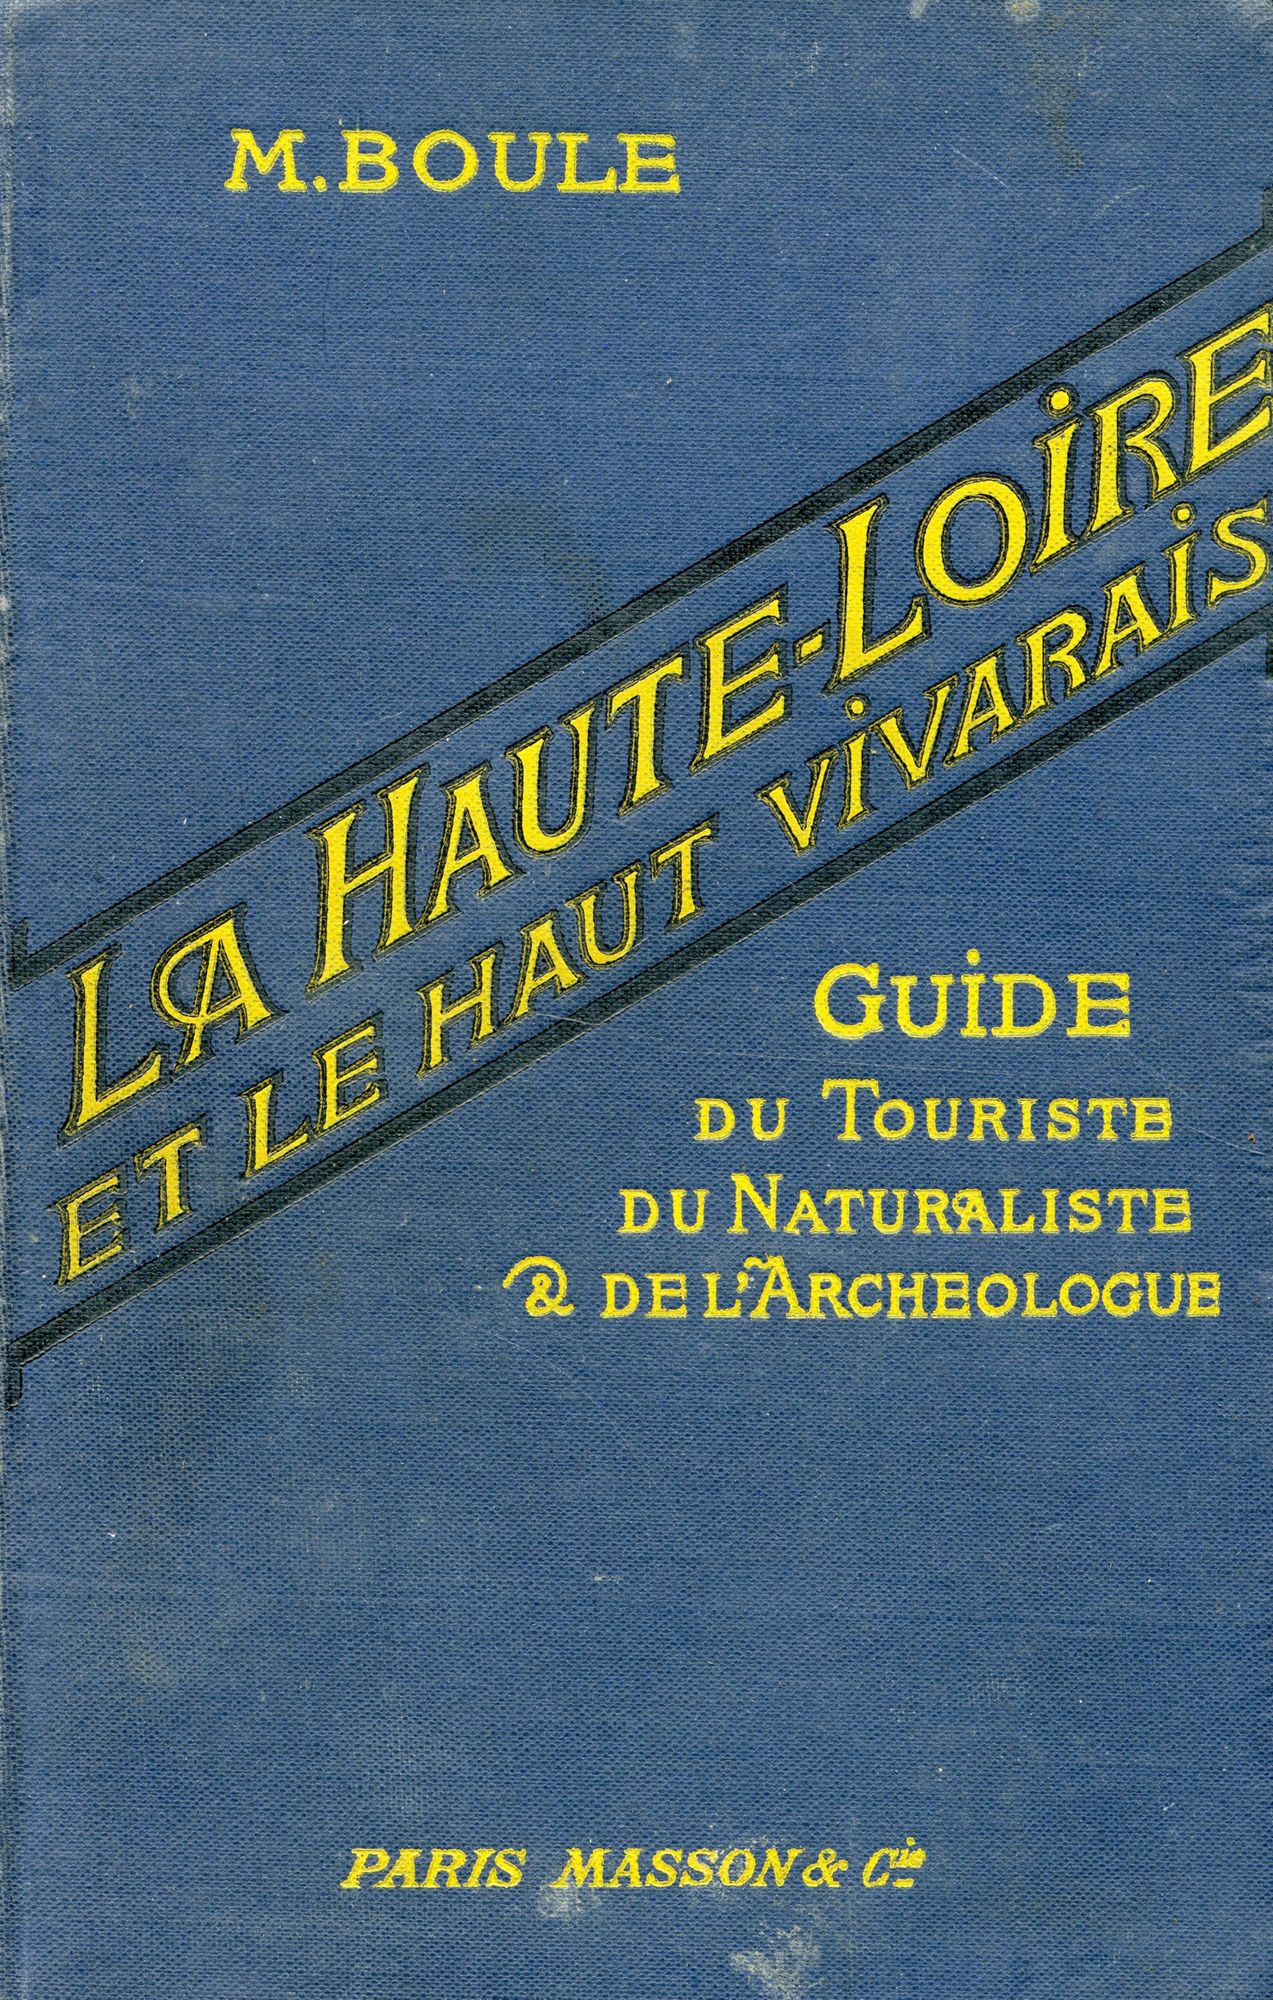 M. BOULE
LA HAUTE-LOIRE
ET LE HAUT VIVARAIS
GUIDE
DU TOURISTE
DU NATURALISTE
& DE L'ARCHEOLOGUE
PARIS MASSON & Cie